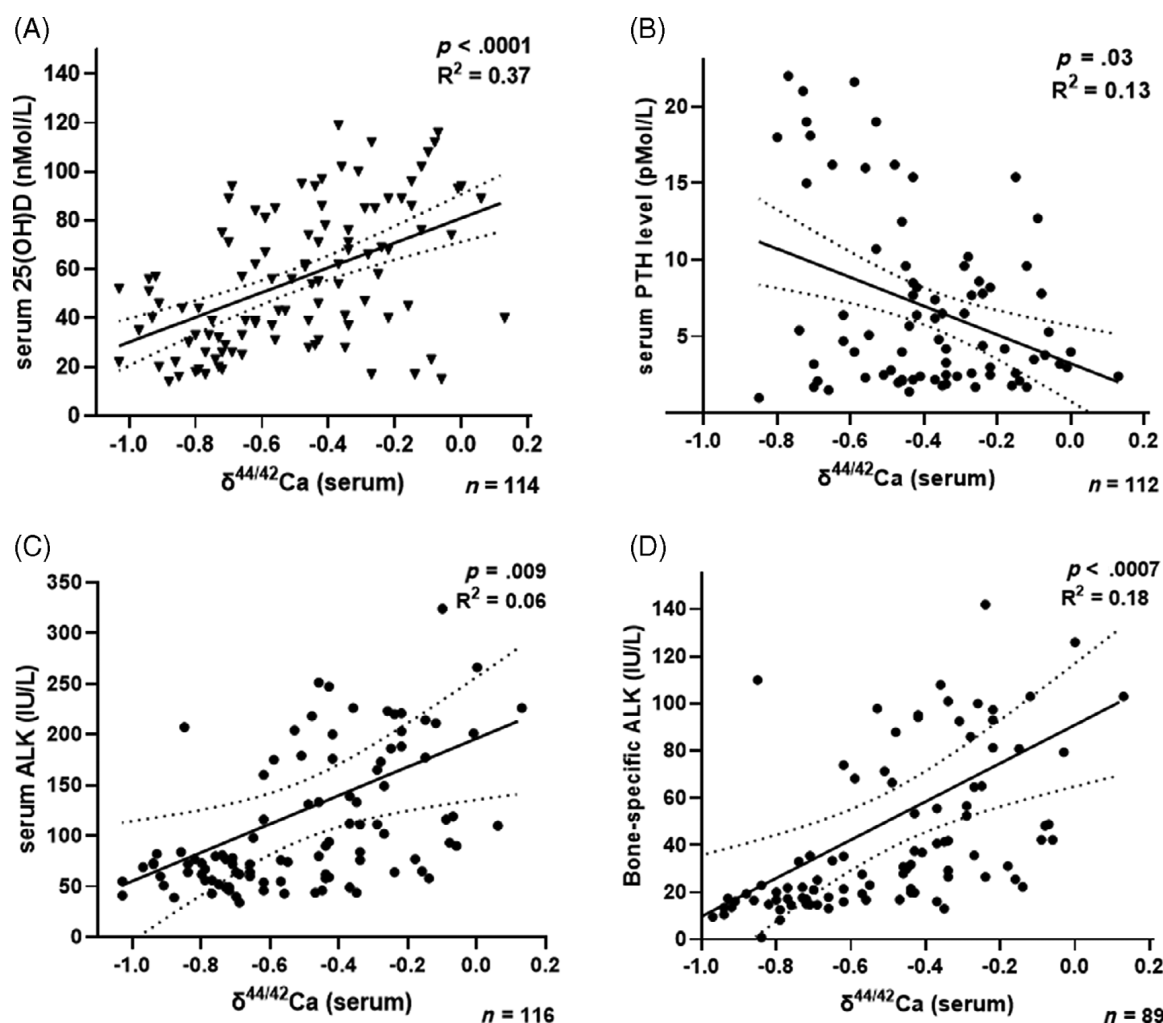 (A)
p < .0001
R² = 0.37
serum 25(OH)D (nMol/L)
140
120
100
80
60
40
20
0
-1.0 -0.8 -0.6 -0.4 -0.2 0.0 0.2
δ⁴⁴/⁴²Ca (serum)
n = 114
(B)
p = .03
R² = 0.13
serum PTH level (pMol/L)
20
15
10
5
-1.0 -0.8 -0.6 -0.4 -0.2 0.0 0.2
δ⁴⁴/⁴²Ca (serum)
n = 112
(C)
p = .009
R² = 0.06
serum ALK (IU/L)
350
300
250
200
150
100
50
0
-1.0 -0.8 -0.6 -0.4 -0.2 0.0 0.2
δ⁴⁴/⁴²Ca (serum)
n = 116
(D)
p < .0007
R² = 0.18
Bone-specific ALK (IU/L)
140
120
100
80
60
40
20
0
-1.0 -0.8 -0.6 -0.4 -0.2 0.0 0.2
δ⁴⁴/⁴²Ca (serum)
n = 89